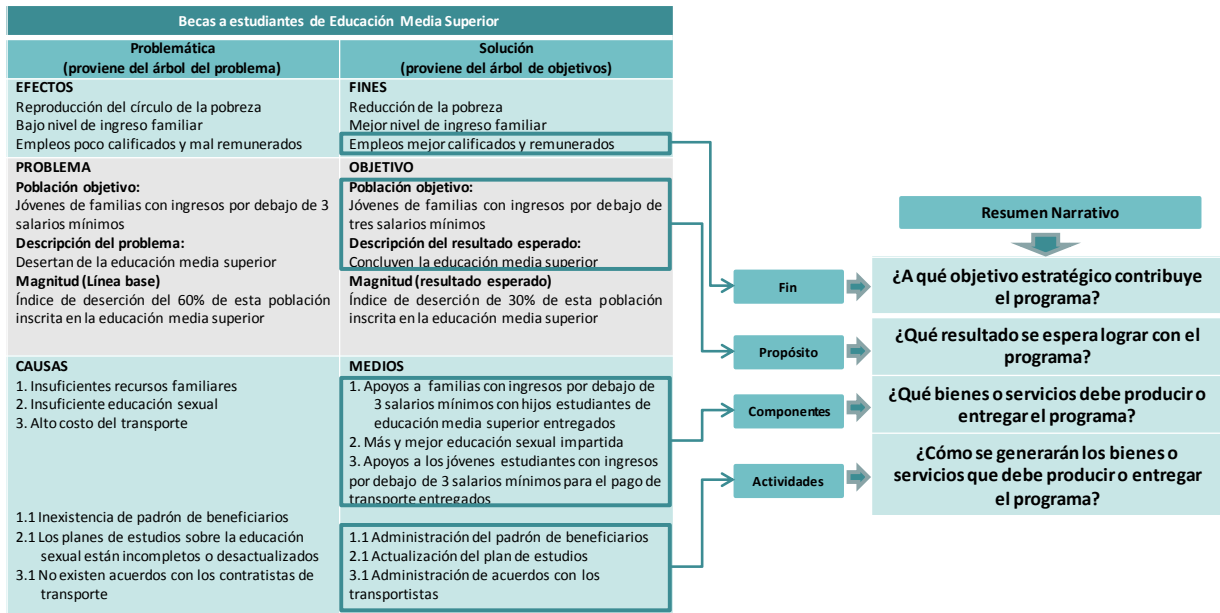 Becas a estudiantes de Educación Media Superior
Problemática
(proviene del árbol del problema)
Solución
(proviene del árbol de objetivos)
EFECTOS
Reproducción del círculo de la pobreza
Bajo nivel de ingreso familiar
Empleos poco calificados y mal remunerados
FINES
Reducción de la pobreza
Mejor nivel de ingreso familiar
Empleos mejor calificados y remunerados
PROBLEMA
Población objetivo:
Jóvenes de familias con ingresos por debajo de 3
salarios mínimos
Descripción del problema:
Desertan de la educación media superior
Magnitud (Línea base)
Índice de deserción del 60% de esta población
inscrita en la educación media superior
OBJETIVO
Población objetivo:
Jóvenes de familias con ingresos por debajo de
tres salarios mínimos
Descripción del resultado esperado:
Concluyen la educación media superior
Magnitud (resultado esperado)
Índice de deserción de 30% de esta población
inscrita en la educación media superior
CAUSAS
1. Insuficientes recursos familiares
2. Insuficiente educación sexual
3. Alto costo del transporte
1.1 Inexistencia de padrón de beneficiarios
2.1 Los planes de estudios sobre la educación
sexual están incompletos o desactualizados
3.1 No existen acuerdos con los contratistas de
transporte
MEDIOS
1. Apoyos a familias con ingresos por debajo de
3 salarios mínimos con hijos estudiantes de
educación media superior entregados
2. Más y mejor educación sexual impartida
3. Apoyos a los jóvenes estudiantes con ingresos
por debajo de 3 salarios mínimos para el pago de
transporte entregados
1.1 Administración del padrón de beneficiarios
2.1 Actualización del plan de estudios
3.1 Administración de acuerdos con los
transportistas
Resumen Narrativo
Fin
¿A qué objetivo estratégico contribuye
el programa?
Propósito
¿Qué resultado se espera lograr con el
programa?
Componentes
¿Qué bienes o servicios debe producir o
entregar el programa?
Actividades
¿Cómo se generarán los bienes o
servicios que debe producir o entregar
el programa?